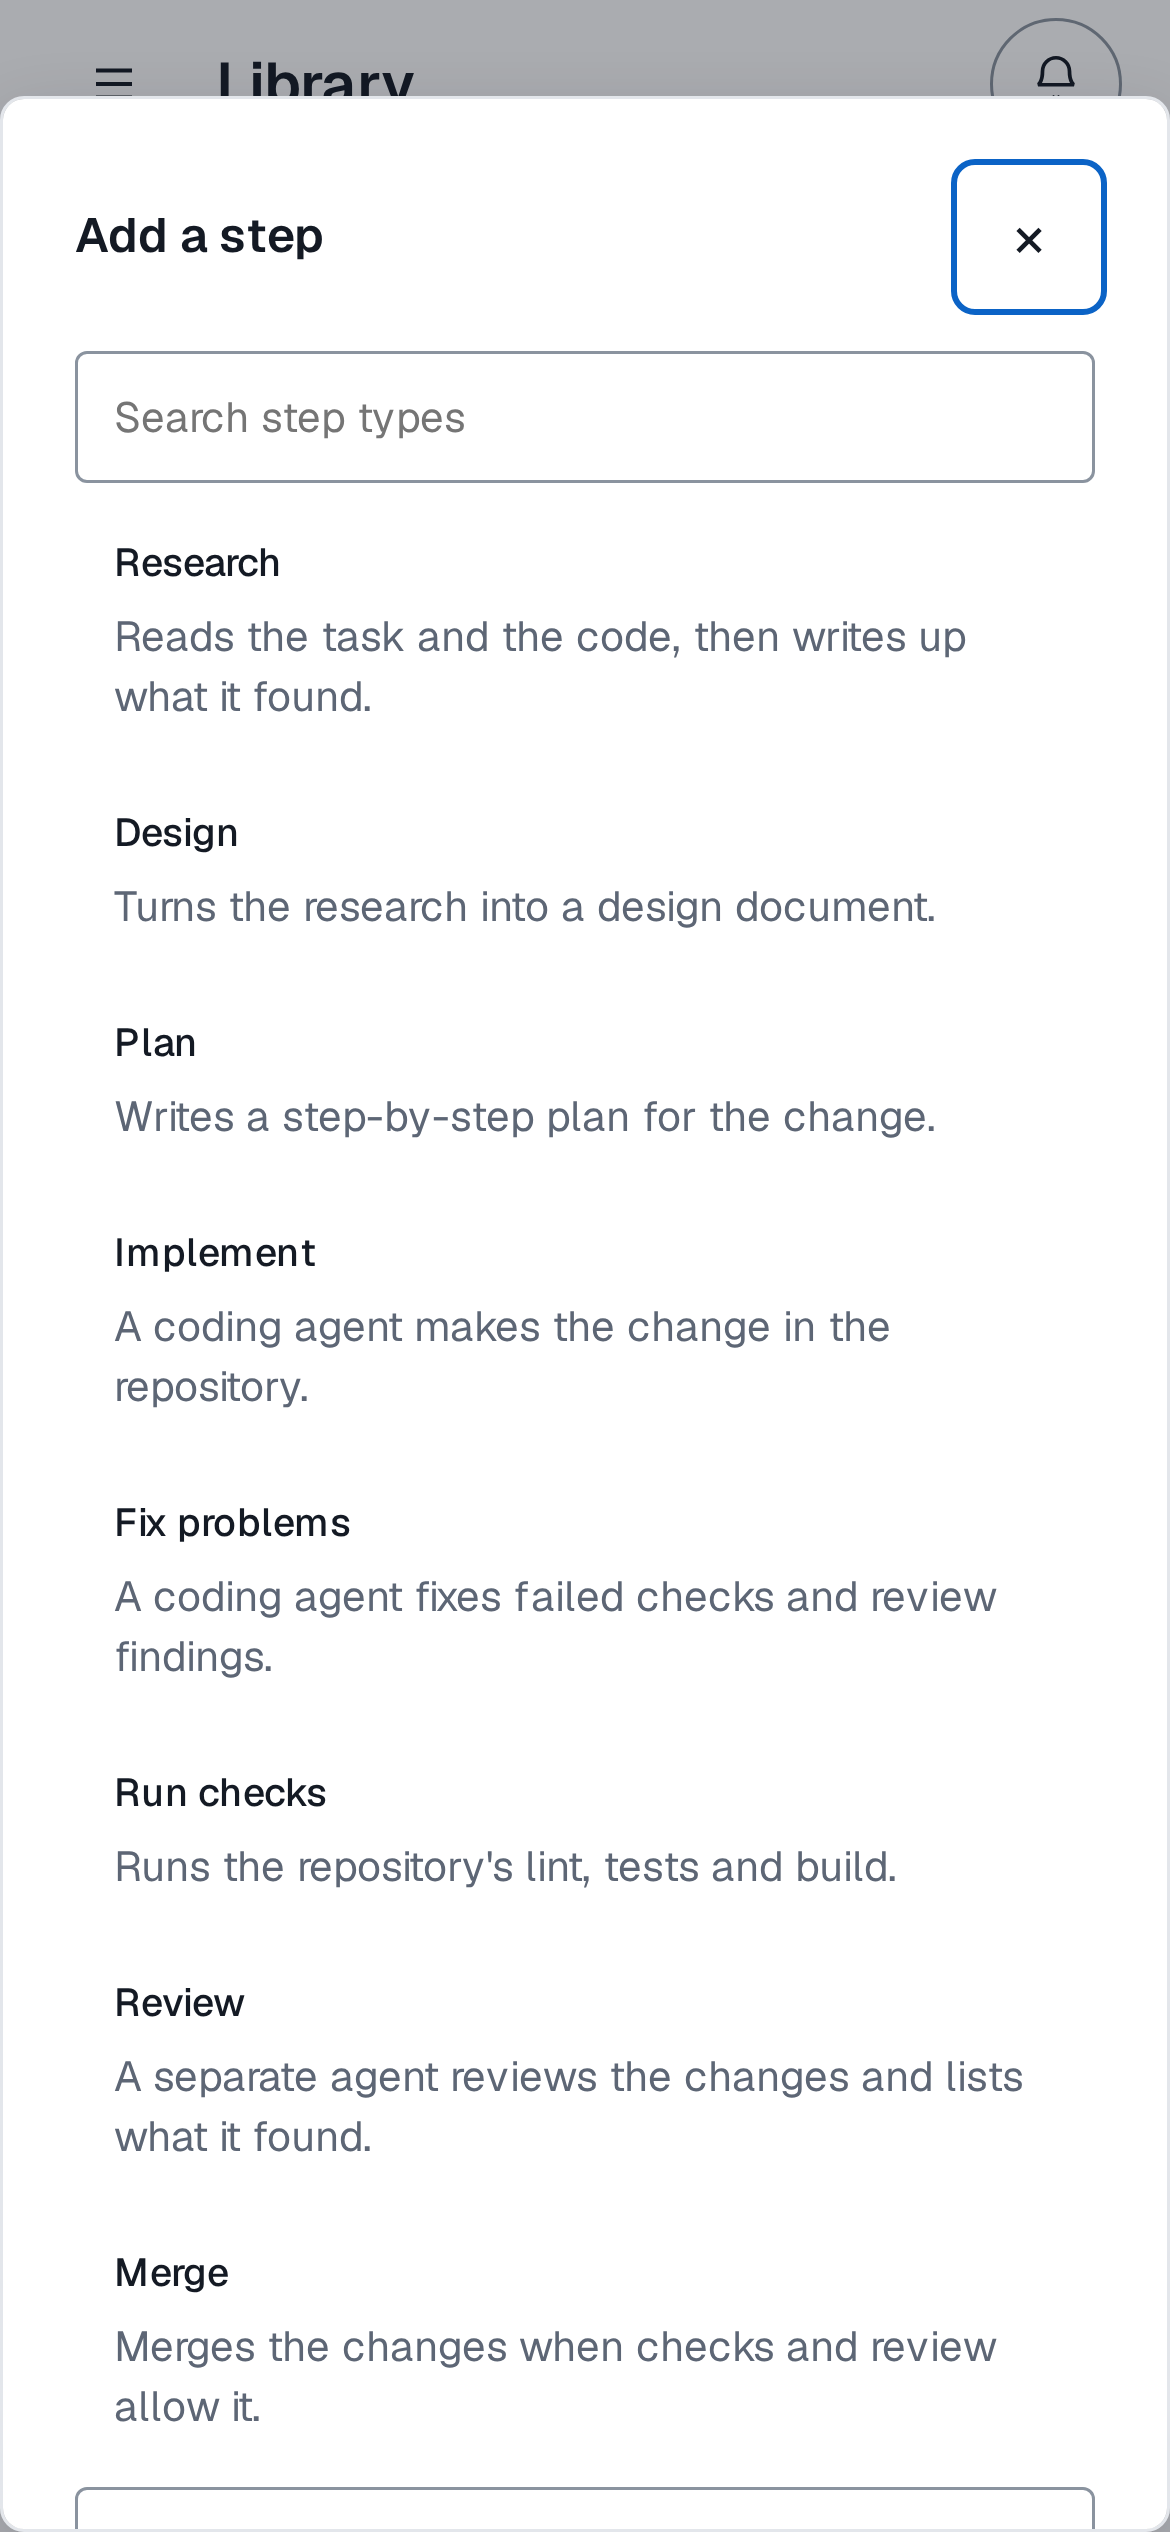 Library
Add a step
×
Search step types
Research
Reads the task and the code, then writes up
what it found.
Design
Turns the research into a design document.
Plan
Writes a step-by-step plan for the change.
Implement
A coding agent makes the change in the
repository.
Fix problems
A coding agent fixes failed checks and review
findings.
Run checks
Runs the repository's lint, tests and build.
Review
A separate agent reviews the changes and lists
what it found.
Merge
Merges the changes when checks and review
allow it.